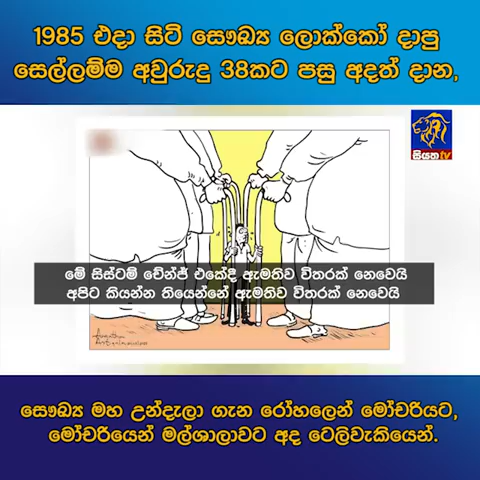 1985 එදා සිටි සෞඛ්‍ය ලොක්කෝ දාපු
සෙල්ලම්ම අවුරුදු 38කට පසු අදත් දාන,
සියත tv
මේ සිස්ටම් චේන්ජ් එකේදී ඇමතිව විතරක් නෙවෙයි
අපිට කියන්න තියෙන්නේ ඇමතිව විතරක් නෙවෙයි
සෞඛ්‍ය මහ උන්දැලා ගැන රෝහලෙන් මෝචරියට,
මෝචරියෙන් මල්ශාලාවට අද ටෙලිවැකියෙන්.